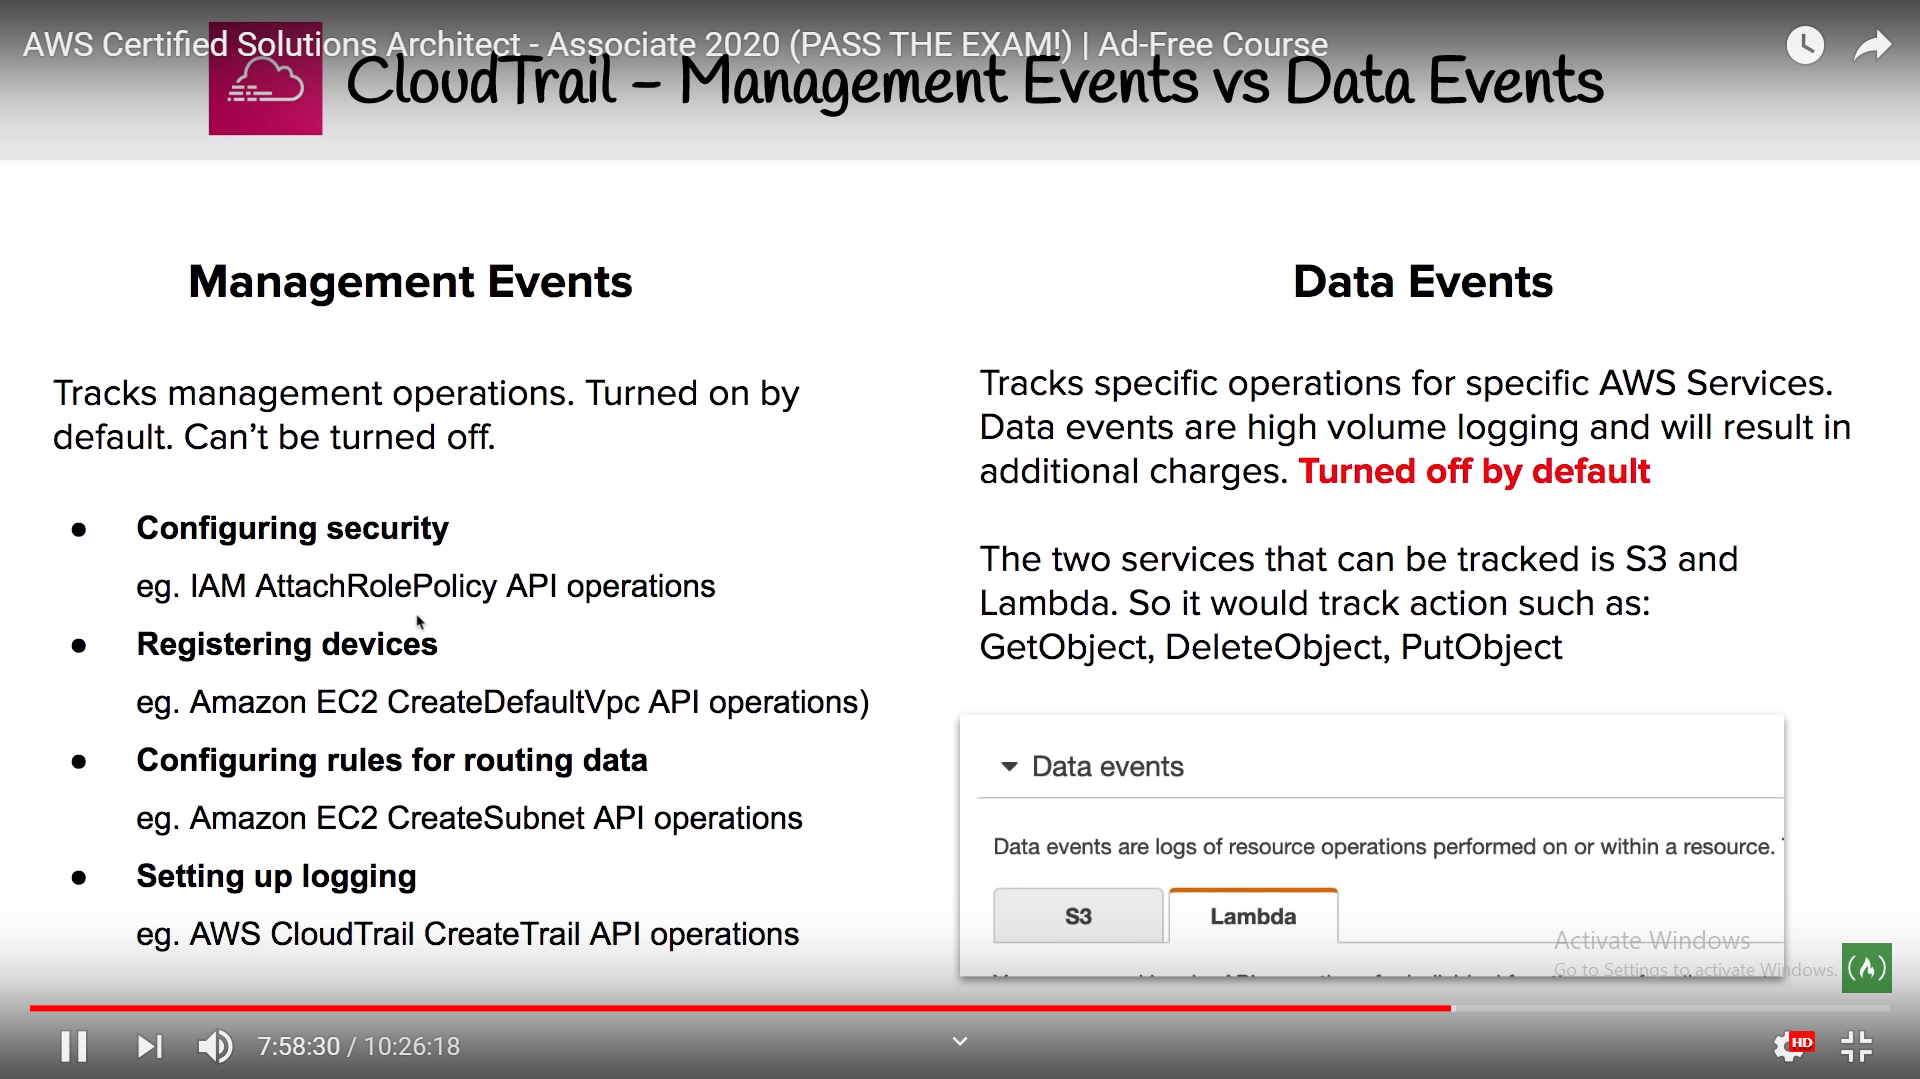 AWS Certified Solutions Architect - Associate 2020 (PASS THE EXAM!) | Ad-Free Course
CloudTrail – Management Events vs Data Events
Management Events
Tracks management operations. Turned on by
default. Can't be turned off.
● Configuring security
eg. IAM AttachRolePolicy API operations
● Registering devices
eg. Amazon EC2 CreateDefaultVpc API operations)
● Configuring rules for routing data
eg. Amazon EC2 CreateSubnet API operations
● Setting up logging
eg. AWS CloudTrail CreateTrail API operations
Data Events
Tracks specific operations for specific AWS Services.
Data events are high volume logging and will result in
additional charges. Turned off by default
The two services that can be tracked is S3 and
Lambda. So it would track action such as:
GetObject, DeleteObject, PutObject
Data events
Data events are logs of resource operations performed on or within a resource.
S3 Lambda
Activate Windows
Go to Settings to activate Windows.
7:58:30 / 10:26:18
HD